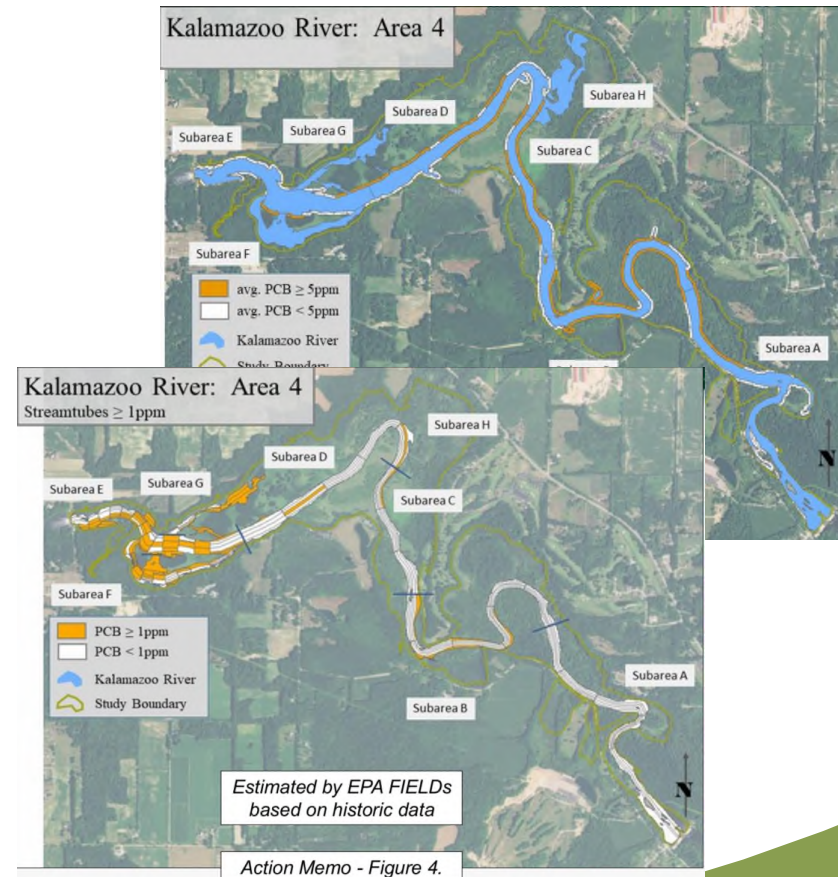 Kalamazoo River: Area 4
Subarea H
Subarea D
Subarea G
Subarea E
Subarea C
Subarea F
avg. PCB ≥ 5ppm
avg. PCB < 5ppm
Kalamazoo River
Study Boundary
Subarea A
N
Kalamazoo River: Area 4
Streamtubes ≥ 1ppm
Subarea H
Subarea D
Subarea G
Subarea E
Subarea C
Subarea F
PCB ≥ 1ppm
PCB < 1ppm
Kalamazoo River
Study Boundary
Subarea A
Subarea B
N
Estimated by EPA FIELDs
based on historic data
Action Memo - Figure 4.